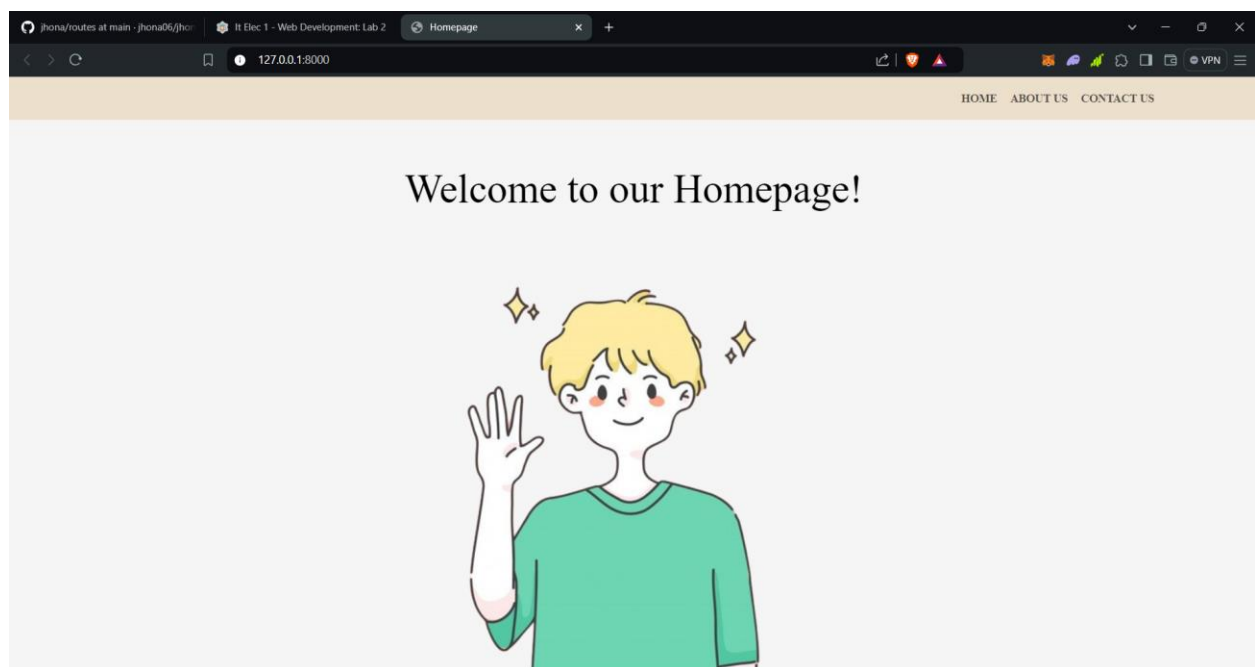 jhona/routes at main · jhona06/jhon
It Elec 1 - Web Development: Lab 2
Homepage
127.0.0.1:8000
VPN
HOME ABOUT US CONTACT US
Welcome to our Homepage!